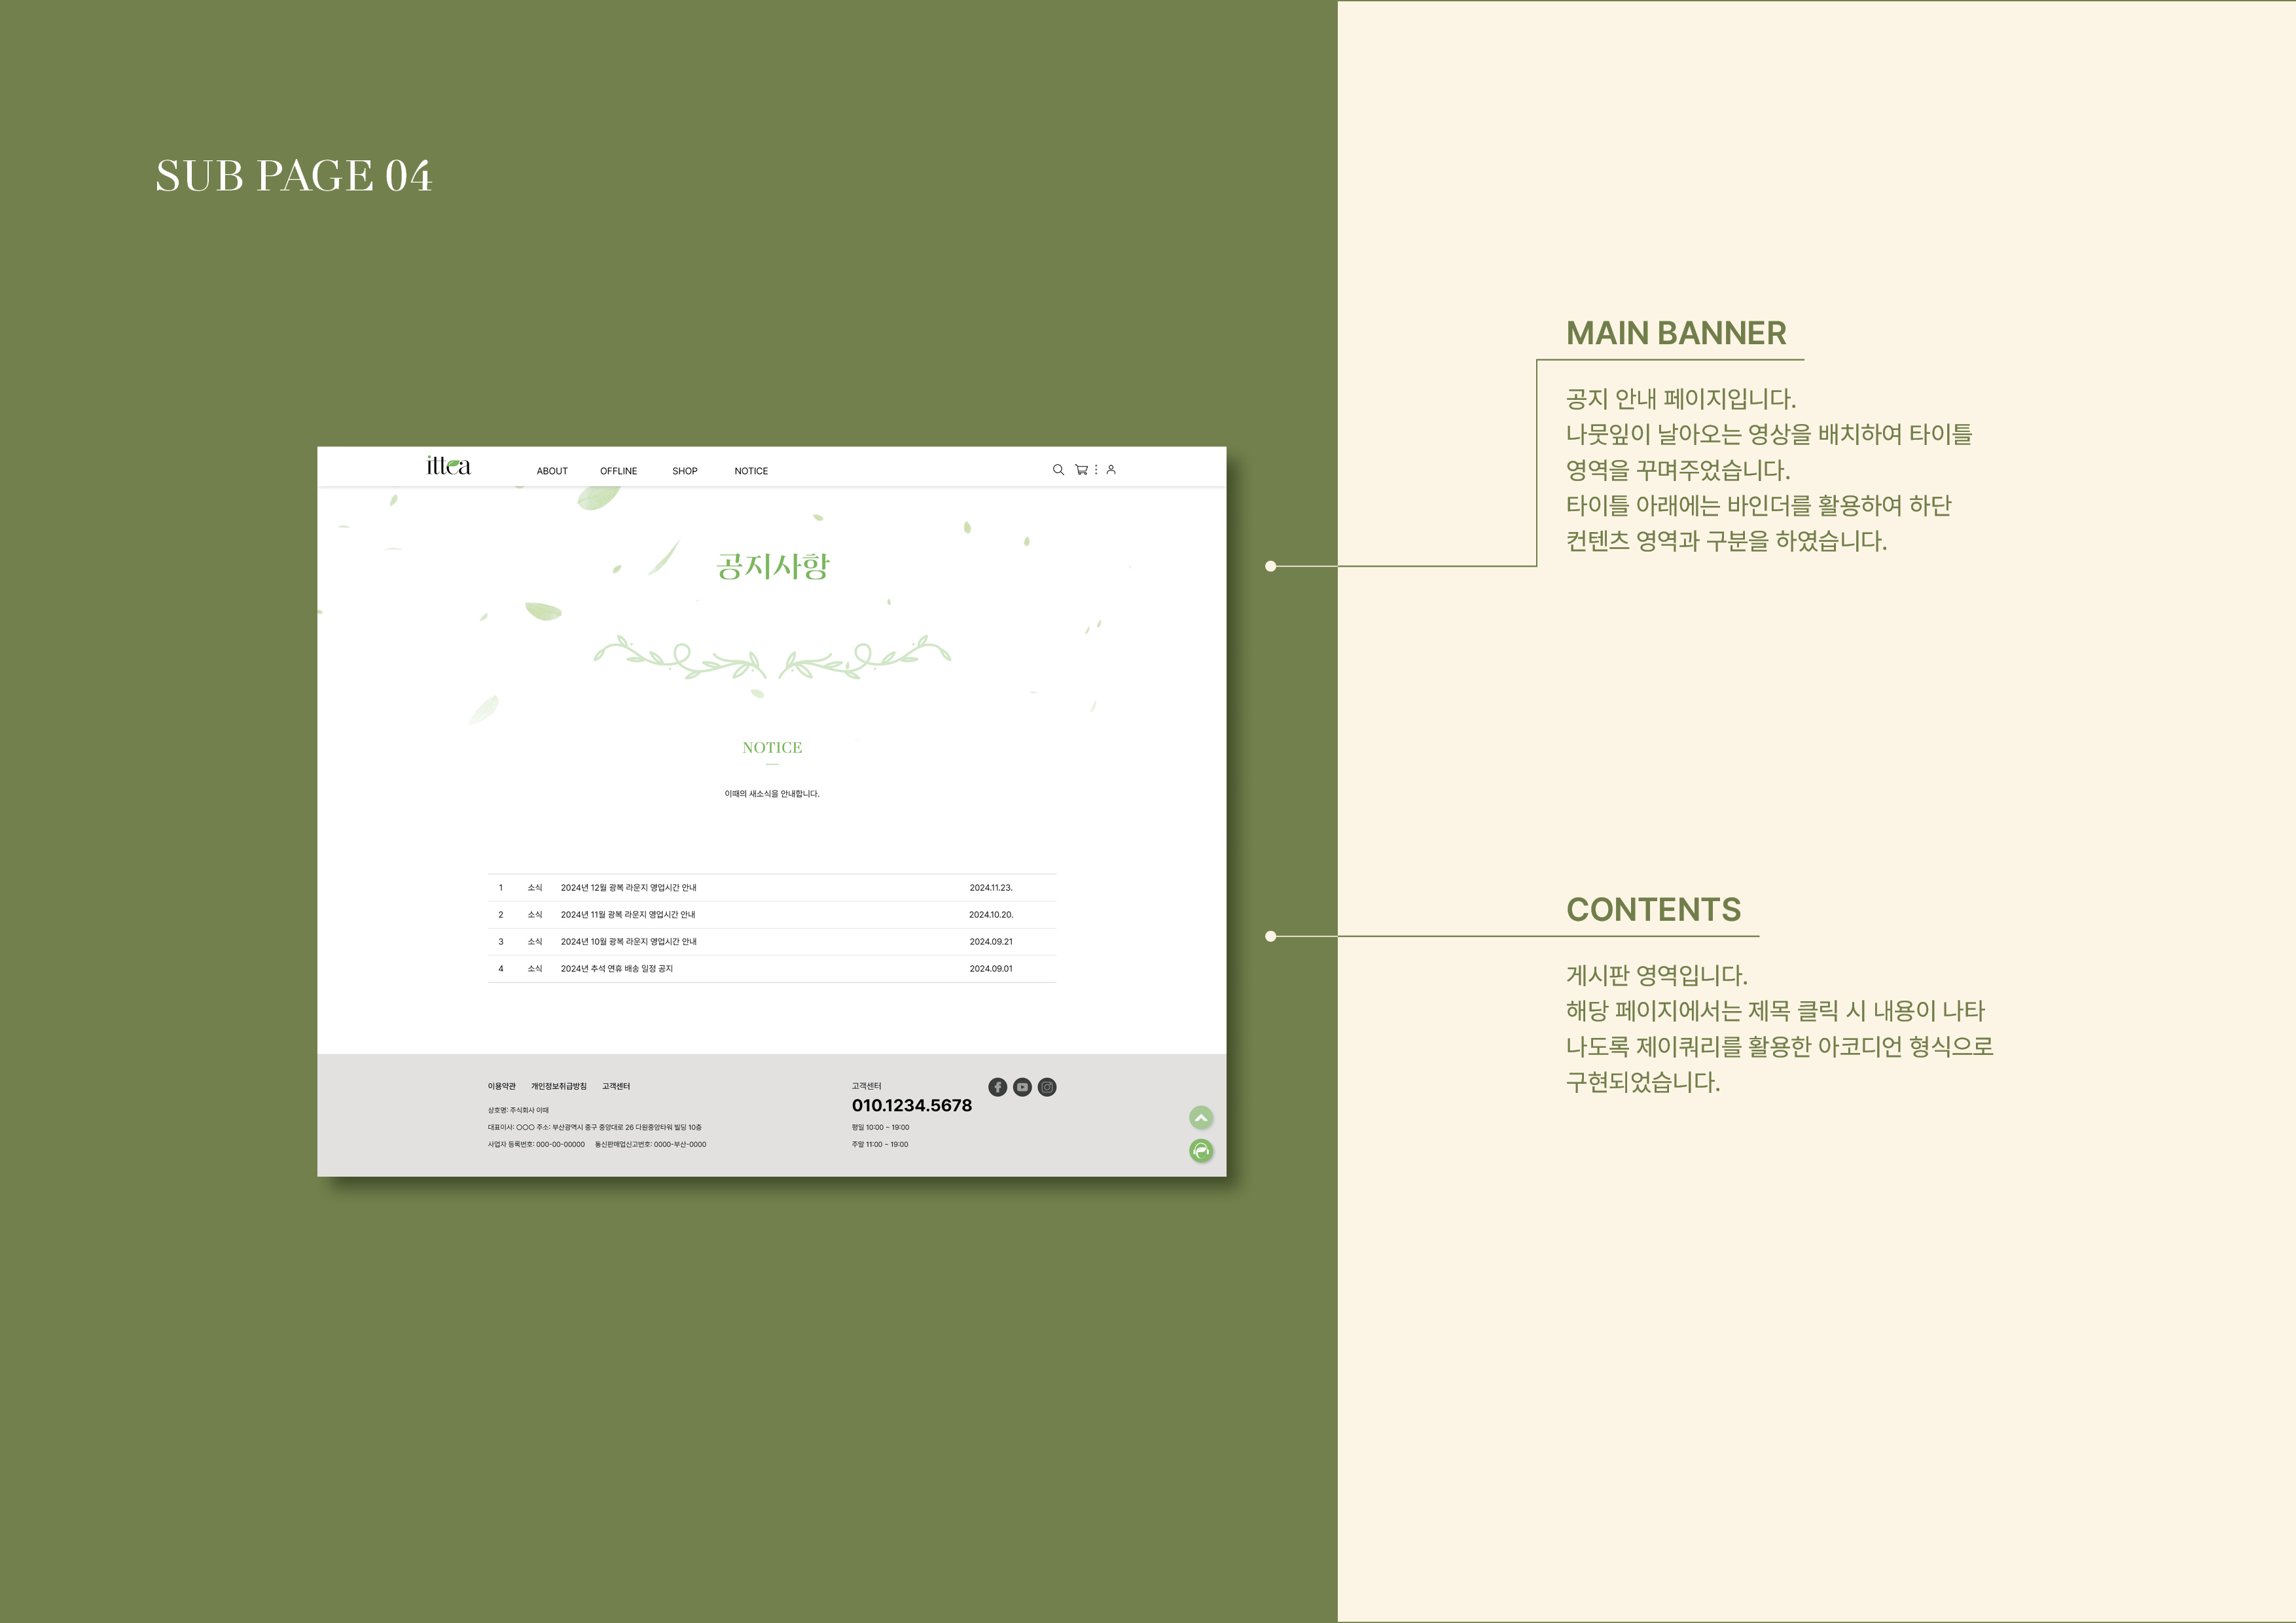 SUB PAGE 04
ittea
ABOUT OFFLINE SHOP NOTICE
공지사항
NOTICE
이때의 새소식을 안내합니다.
1 소식 2024년 12월 광복 라운지 영업시간 안내 2024.11.23.
2 소식 2024년 11월 광복 라운지 영업시간 안내 2024.10.20.
3 소식 2024년 10월 광복 라운지 영업시간 안내 2024.09.21
4 소식 2024년 추석 연휴 배송 일정 공지 2024.09.01
이용약관 개인정보취급방침 고객센터
상호명: 주식회사 이때
대표이사: ○○○ 주소: 부산광역시 중구 중앙대로 26 다원중앙타워 빌딩 10층
사업자 등록번호: 000-00-00000 통신판매업신고번호: 0000-부산-0000
고객센터
010.1234.5678
평일 10:00 ~ 19:00
주말 11:00 ~ 19:00
MAIN BANNER
공지 안내 페이지입니다.
나뭇잎이 날아오는 영상을 배치하여 타이틀
영역을 꾸며주었습니다.
타이틀 아래에는 바인더를 활용하여 하단
컨텐츠 영역과 구분을 하였습니다.
CONTENTS
게시판 영역입니다.
해당 페이지에서는 제목 클릭 시 내용이 나타
나도록 제이쿼리를 활용한 아코디언 형식으로
구현되었습니다.